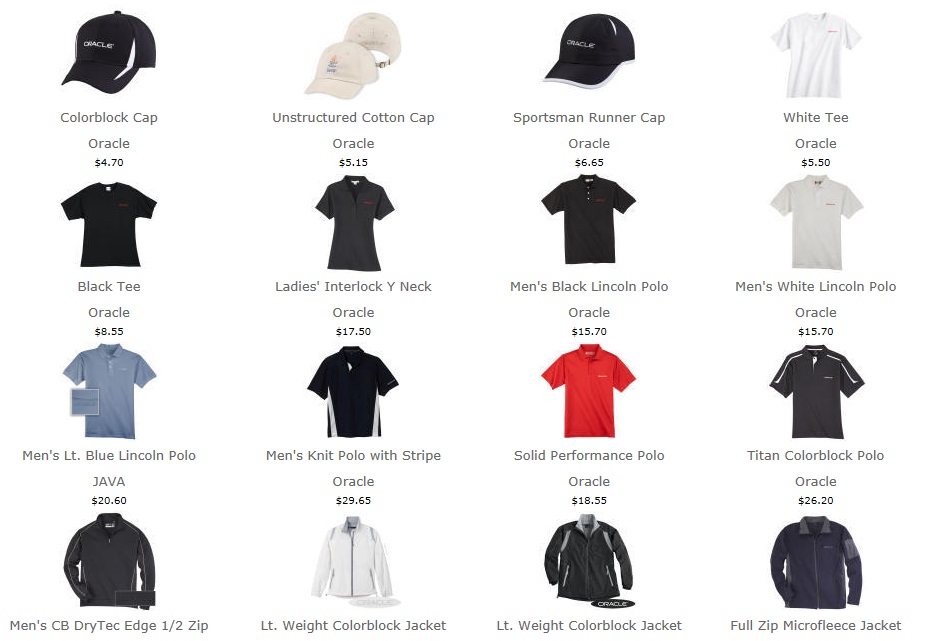 ORACLE
ORACLE
Colorblock Cap
Unstructured Cotton Cap
Sportsman Runner Cap
White Tee
Oracle
Oracle
Oracle
Oracle
$4.70
$5.15
$6.65
$5.50
Black Tee
Ladies' Interlock Y Neck
Men's Black Lincoln Polo
Men's White Lincoln Polo
Oracle
Oracle
Oracle
Oracle
$8.55
$17.50
$15.70
$15.70
Men's Lt. Blue Lincoln Polo
Men's Knit Polo with Stripe
Solid Performance Polo
Titan Colorblock Polo
JAVA
Oracle
Oracle
Oracle
$20.60
$29.65
$18.55
$26.20
ORACLE
ORACLE
Men's CB DryTec Edge 1/2 Zip
Lt. Weight Colorblock Jacket
Lt. Weight Colorblock Jacket
Full Zip Microfleece Jacket